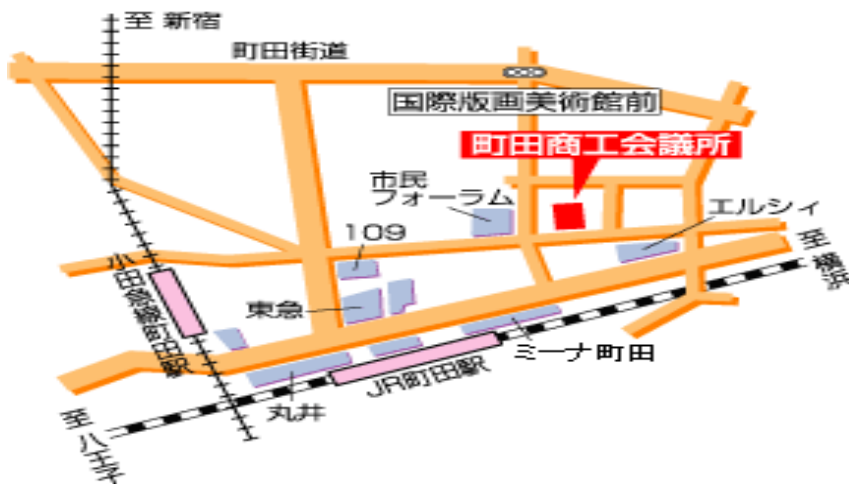 至 新宿
町田街道
国際版画美術館前
町田商工会議所
市民
フォーラム
エルシィ
109
至
横浜
東急
小田急線町田駅
ミーナ町田
JR町田駅
丸井
至
八王子